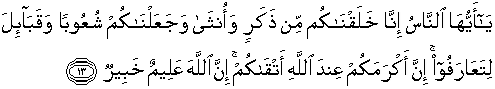 يَـٰٓأَيُّهَا ٱلنَّاسُ إِنَّا خَلَقْنَـٰكُم مِّن ذَكَرٍ وَأُنثَىٰ وَجَعَلْنَـٰكُمْ شُعُوبًا وَقَبَآئِلَ
لِتَعَارَفُوٓا۟ ۚ إِنَّ أَكْرَمَكُمْ عِندَ ٱللَّهِ أَتْقَىٰكُمْ ۚ إِنَّ ٱللَّهَ عَلِيمٌ خَبِيرٌ ۝١٣